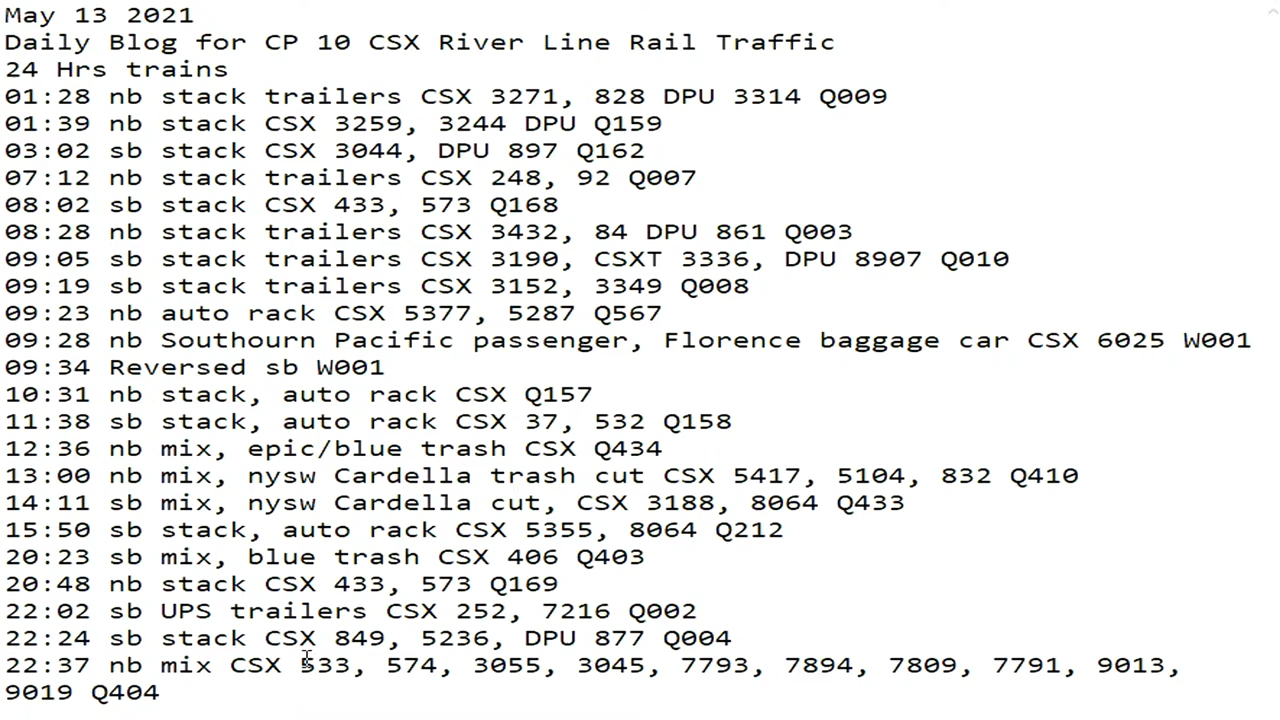 May 13 2021
Daily Blog for CP 10 CSX River Line Rail Traffic
24 Hrs trains
01:28 nb stack trailers CSX 3271, 828 DPU 3314 Q009
01:39 nb stack CSX 3259, 3244 DPU Q159
03:02 sb stack CSX 3044, DPU 897 Q162
07:12 nb stack trailers CSX 248, 92 Q007
08:02 sb stack CSX 433, 573 Q168
08:28 nb stack trailers CSX 3432, 84 DPU 861 Q003
09:05 sb stack trailers CSX 3190, CSXT 3336, DPU 8907 Q010
09:19 sb stack trailers CSX 3152, 3349 Q008
09:23 nb auto rack CSX 5377, 5287 Q567
09:28 nb Southourn Pacific passenger, Florence baggage car CSX 6025 W001
09:34 Reversed sb W001
10:31 nb stack, auto rack CSX Q157
11:38 sb stack, auto rack CSX 37, 532 Q158
12:36 nb mix, epic/blue trash CSX Q434
13:00 nb mix, nysw Cardella trash cut CSX 5417, 5104, 832 Q410
14:11 sb mix, nysw Cardella cut, CSX 3188, 8064 Q433
15:50 sb stack, auto rack CSX 5355, 8064 Q212
20:23 sb mix, blue trash CSX 406 Q403
20:48 nb stack CSX 433, 573 Q169
22:02 sb UPS trailers CSX 252, 7216 Q002
22:24 sb stack CSX 849, 5236, DPU 877 Q004
22:37 nb mix CSX 533, 574, 3055, 3045, 7793, 7894, 7809, 7791, 9013,
9019 Q404